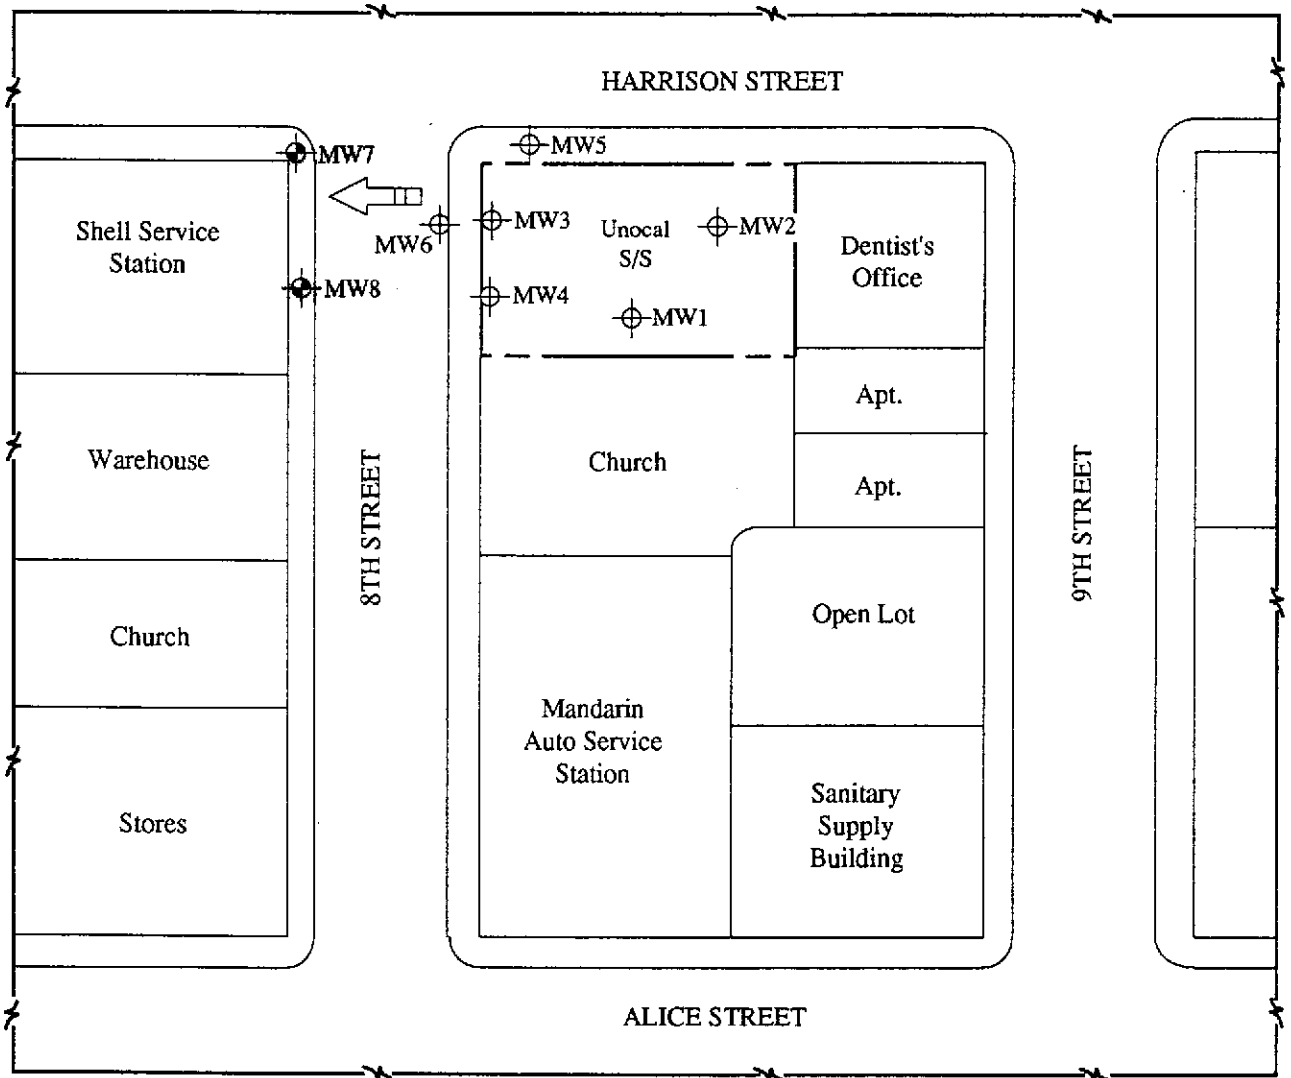 HARRISON STREET
MW5
MW7
MW3
MW6
Unocal
S/S
MW2
Shell Service
Station
Dentist's
Office
MW8
MW4
MW1
Apt.
Warehouse
8TH STREET
Church
Apt.
9TH STREET
Church
Open Lot
Mandarin
Auto Service
Station
Stores
Sanitary
Supply
Building
ALICE STREET